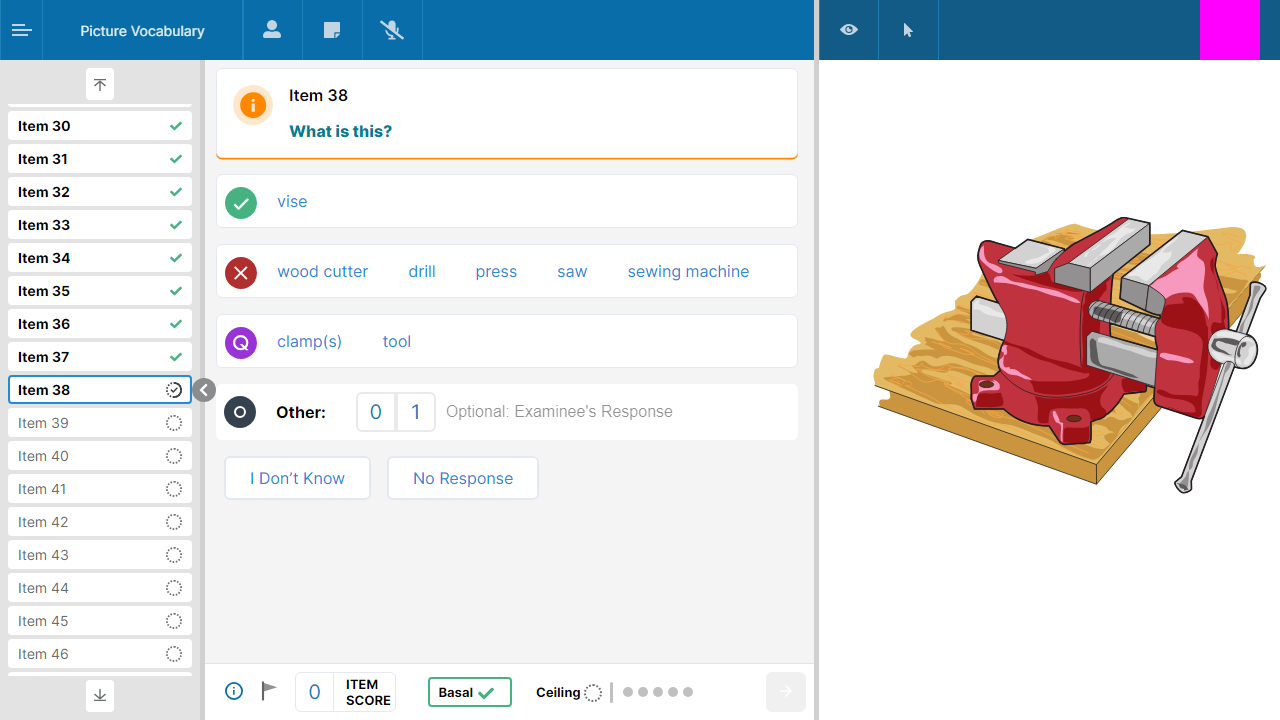 Picture Vocabulary
Item 30
Item 31
Item 32
Item 33
Item 34
Item 35
Item 36
Item 37
Item 38
Item 39
Item 40
Item 41
Item 42
Item 43
Item 44
Item 45
Item 46
Item 38
What is this?
vise
wood cutter drill press saw sewing machine
Q clamp(s) tool
O Other: 0 1 Optional: Examinee's Response
I Don’t Know No Response
0 ITEM
SCORE
Basal Ceiling